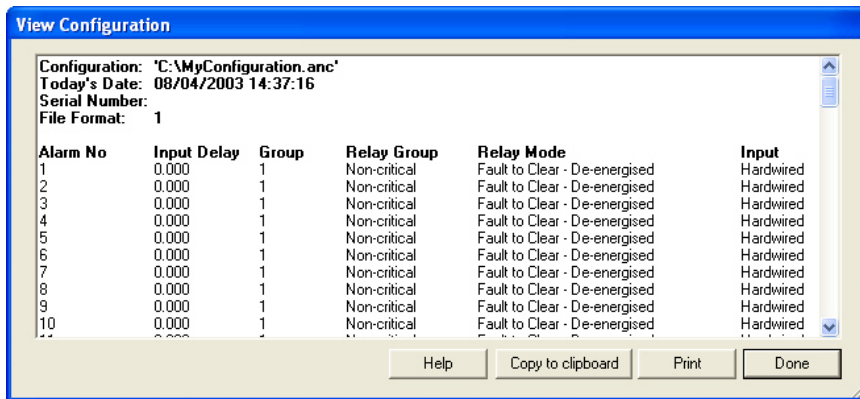 View Configuration
Configuration: 'C:\MyConfiguration.anc'
Today's Date: 08/04/2003 14:37:16
Serial Number:
File Format: 1
Alarm No Input Delay Group Relay Group Relay Mode Input
1 0.000 1 Non-critical Fault to Clear - De-energised Hardwired
2 0.000 1 Non-critical Fault to Clear - De-energised Hardwired
3 0.000 1 Non-critical Fault to Clear - De-energised Hardwired
4 0.000 1 Non-critical Fault to Clear - De-energised Hardwired
5 0.000 1 Non-critical Fault to Clear - De-energised Hardwired
6 0.000 1 Non-critical Fault to Clear - De-energised Hardwired
7 0.000 1 Non-critical Fault to Clear - De-energised Hardwired
8 0.000 1 Non-critical Fault to Clear - De-energised Hardwired
9 0.000 1 Non-critical Fault to Clear - De-energised Hardwired
10 0.000 1 Non-critical Fault to Clear - De-energised Hardwired
Help Copy to clipboard Print Done